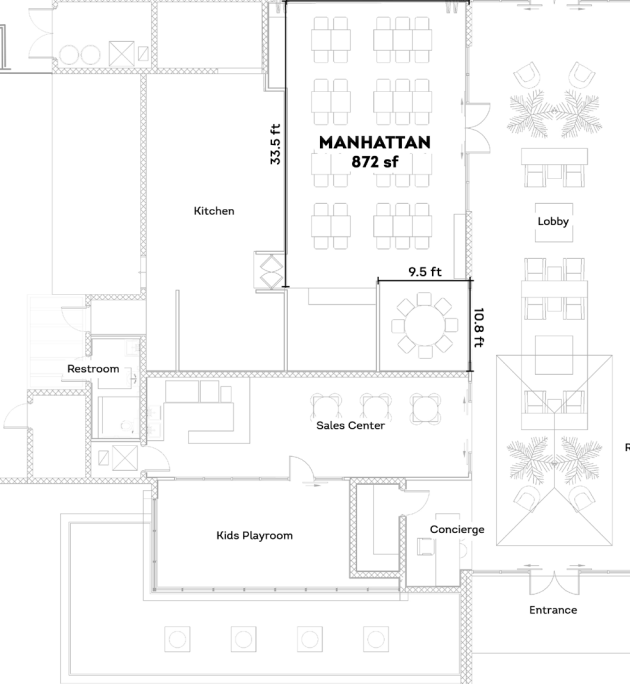 MANHATTAN
872 sf
33.5 ft
Kitchen
Lobby
9.5 ft
10.8 ft
Restroom
Sales Center
Kids Playroom
Concierge
Entrance